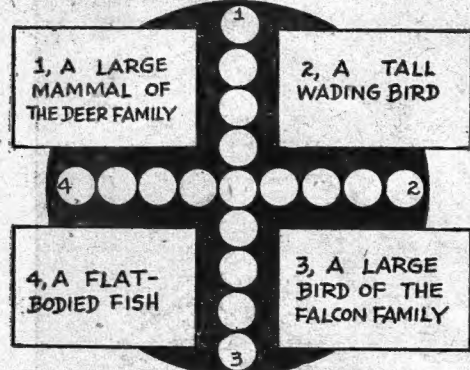 1
1, A LARGE
MAMMAL OF
THE DEER FAMILY
2, A TALL
WADING BIRD
4
2
4, A FLAT-
BODIED FISH
3, A LARGE
BIRD OF THE
FALCON FAMILY
3